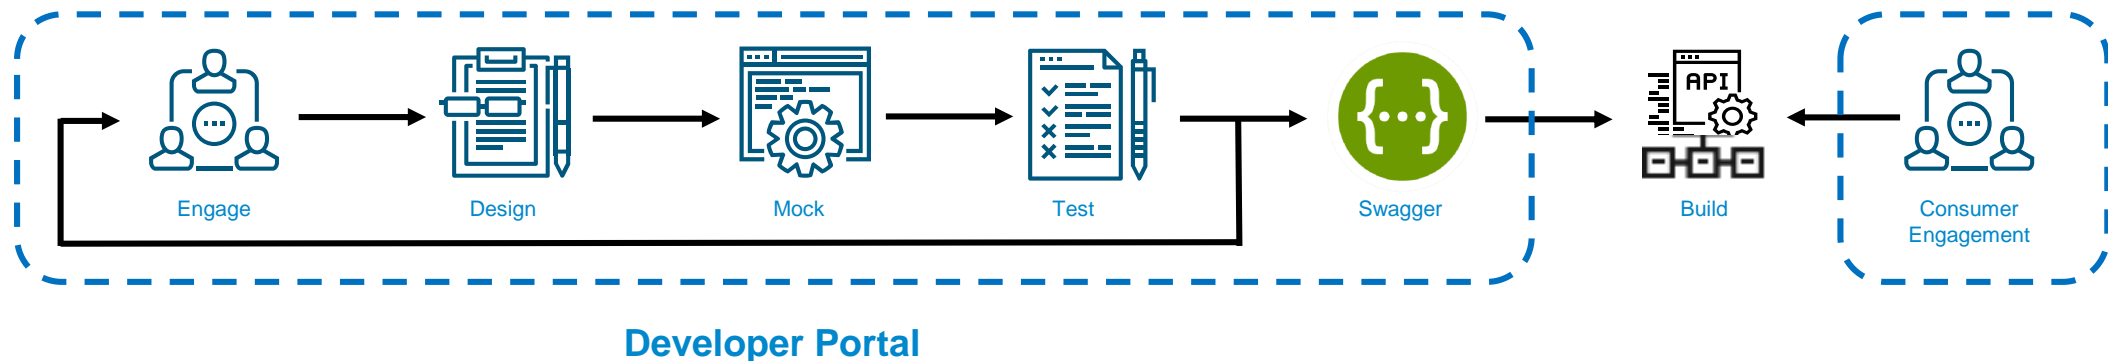 API
Engage
Design
Mock
Test
Swagger
Build
Consumer
Engagement
Developer Portal